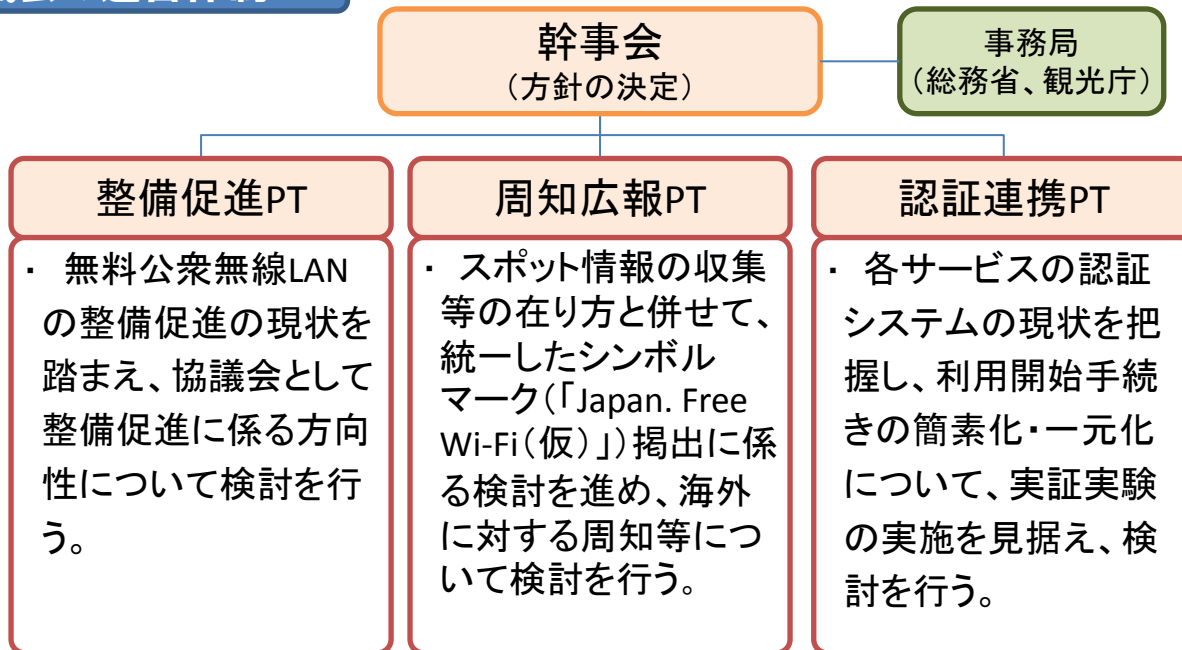 幹事会
（方針の決定）
事務局
（総務省、観光庁）
整備促進PT
・ 無料公衆無線LAN
の整備促進の現状を
踏まえ、協議会として
整備促進に係る方向
性について検討を行
う。
周知広報PT
・ スポット情報の収集
等の在り方と併せて、
統一したシンボル
マーク（「Japan. Free
Wi-Fi（仮）」）掲出に係
る検討を進め、海外
に対する周知等につ
いて検討を行う。
認証連携PT
・ 各サービスの認証
システムの現状を把
握し、利用開始手続
きの簡素化・一元化
について、実証実験
の実施を見据え、検
討を行う。